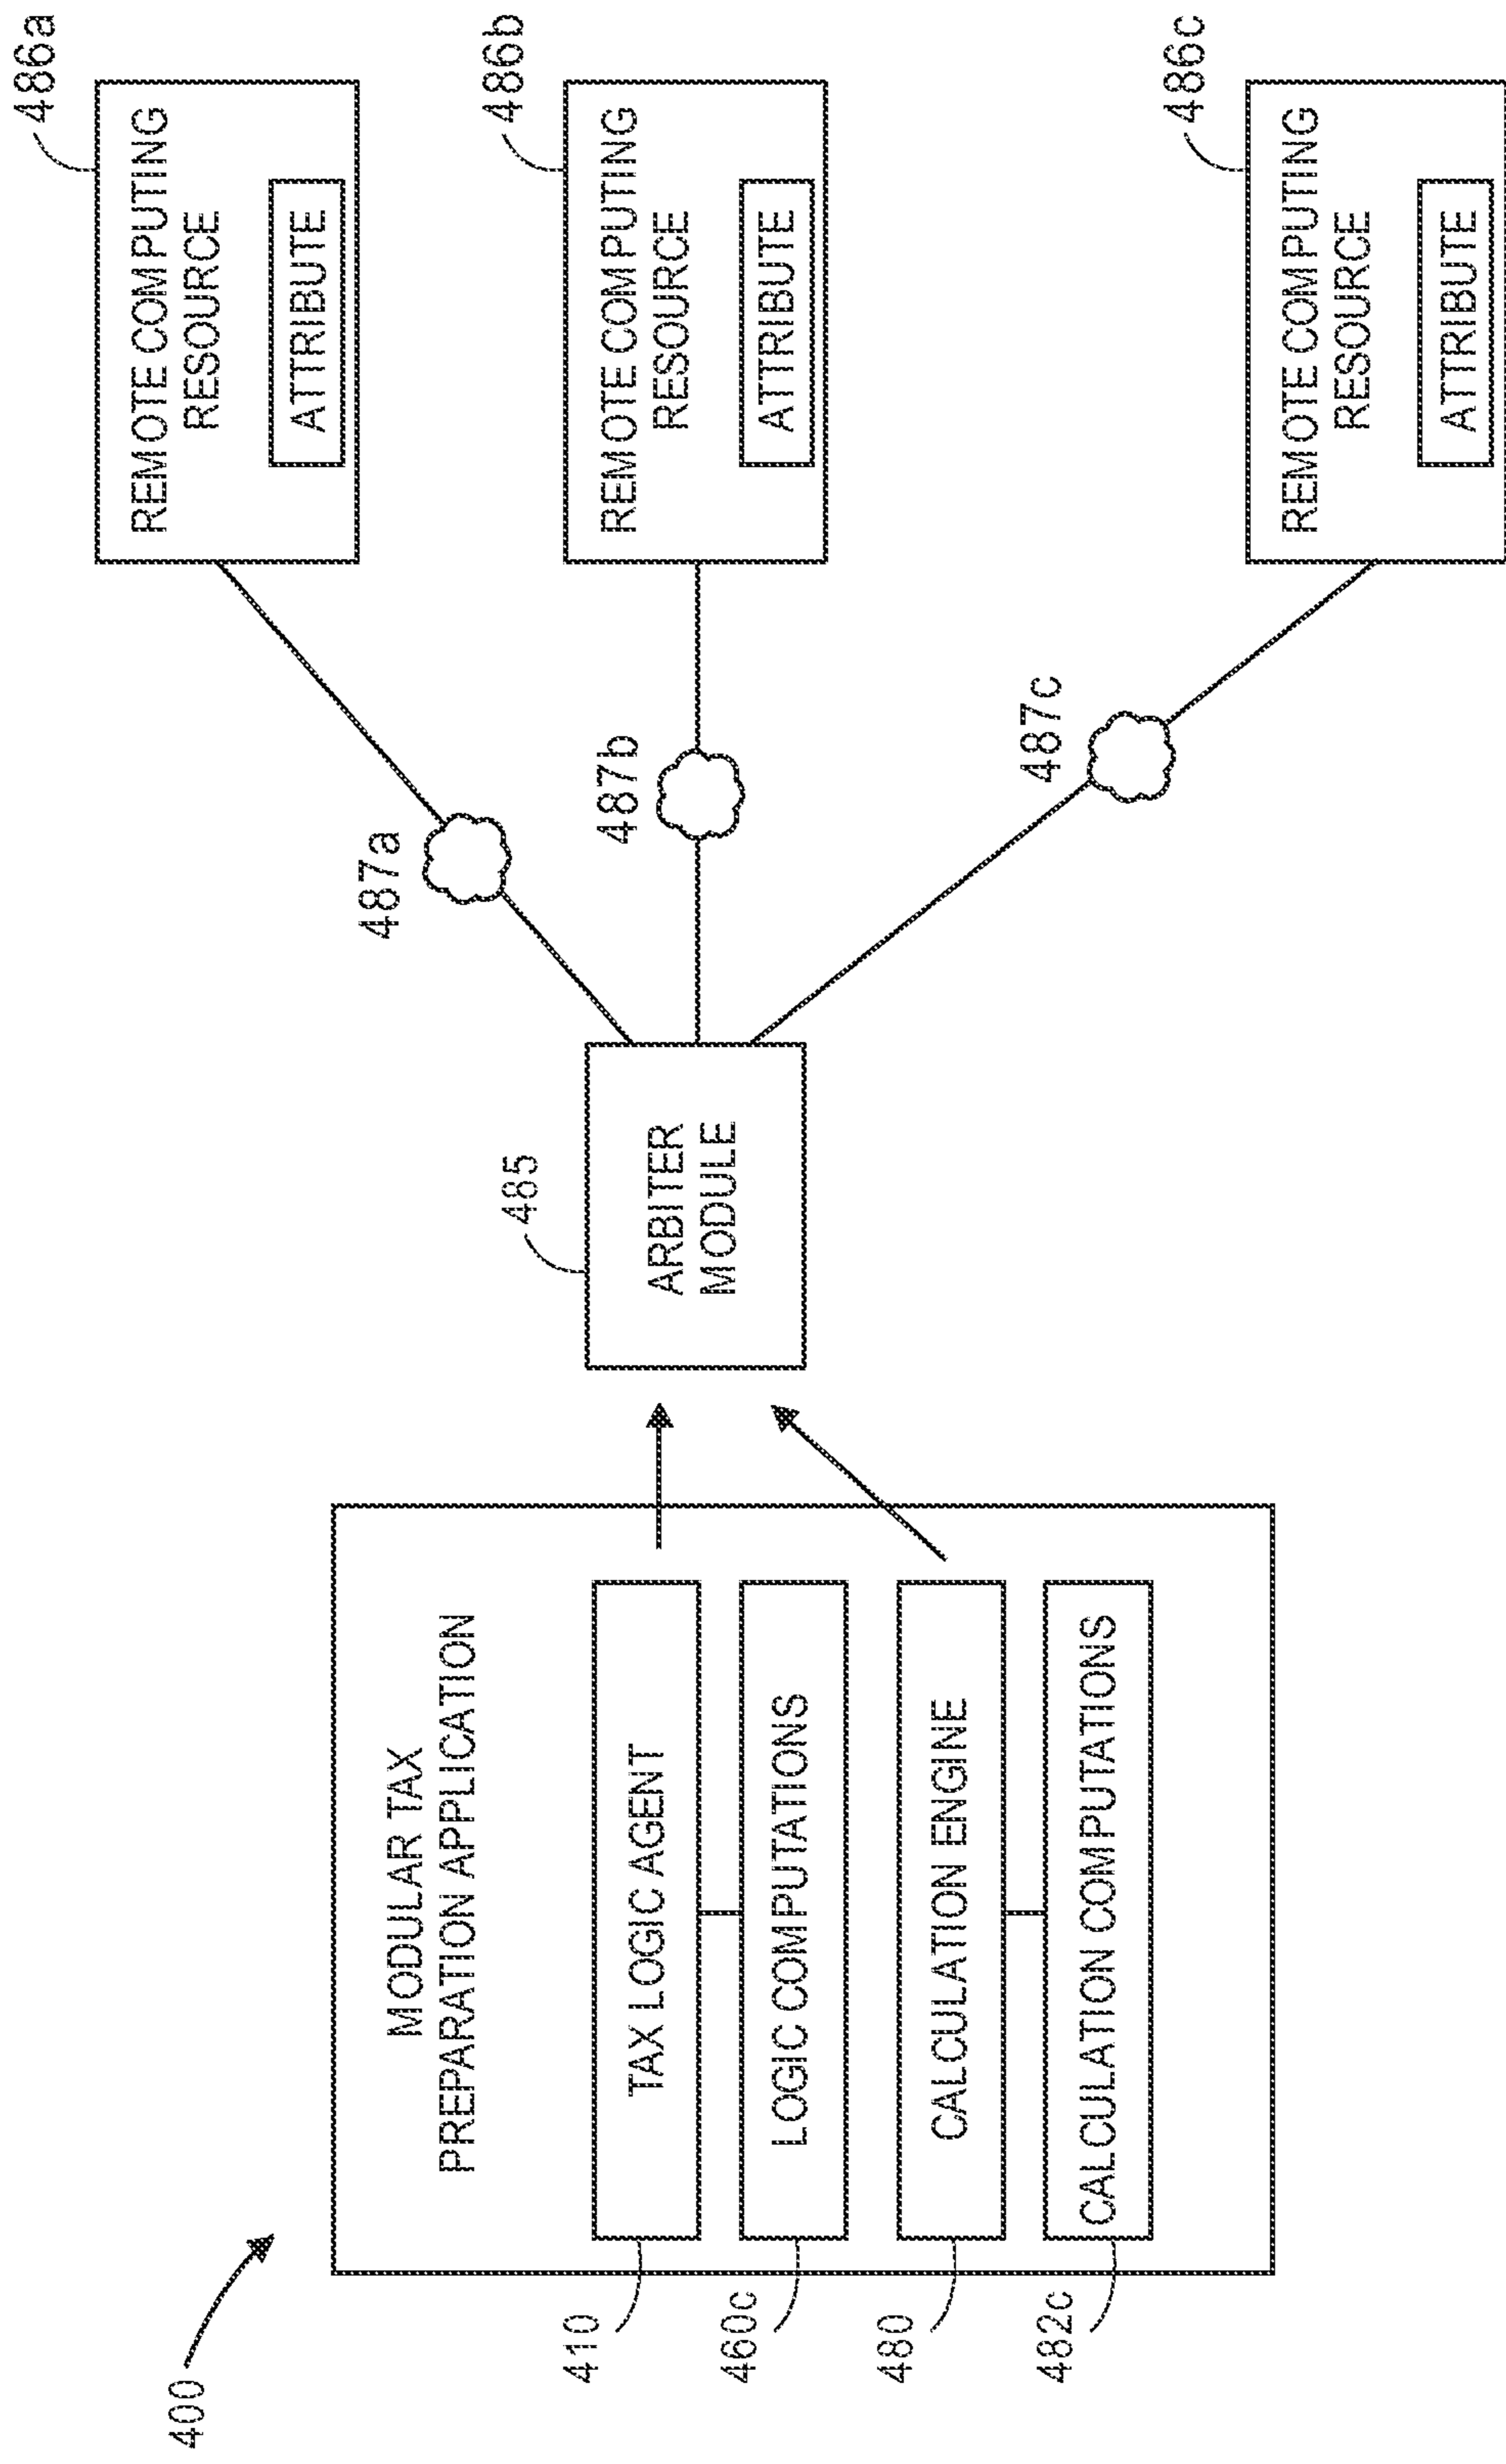 400
MODULAR TAX
PREPARATION APPLICATION
410
TAX LOGIC AGENT
460c
LOGIC COMPUTATIONS
480
CALCULATION ENGINE
482c
CALCULATION COMPUTATIONS
485
ARBITER
MODULE
487a
487b
487c
486a
REMOTE COMPUTING
RESOURCE
ATTRIBUTE
486b
REMOTE COMPUTING
RESOURCE
ATTRIBUTE
486c
REMOTE COMPUTING
RESOURCE
ATTRIBUTE